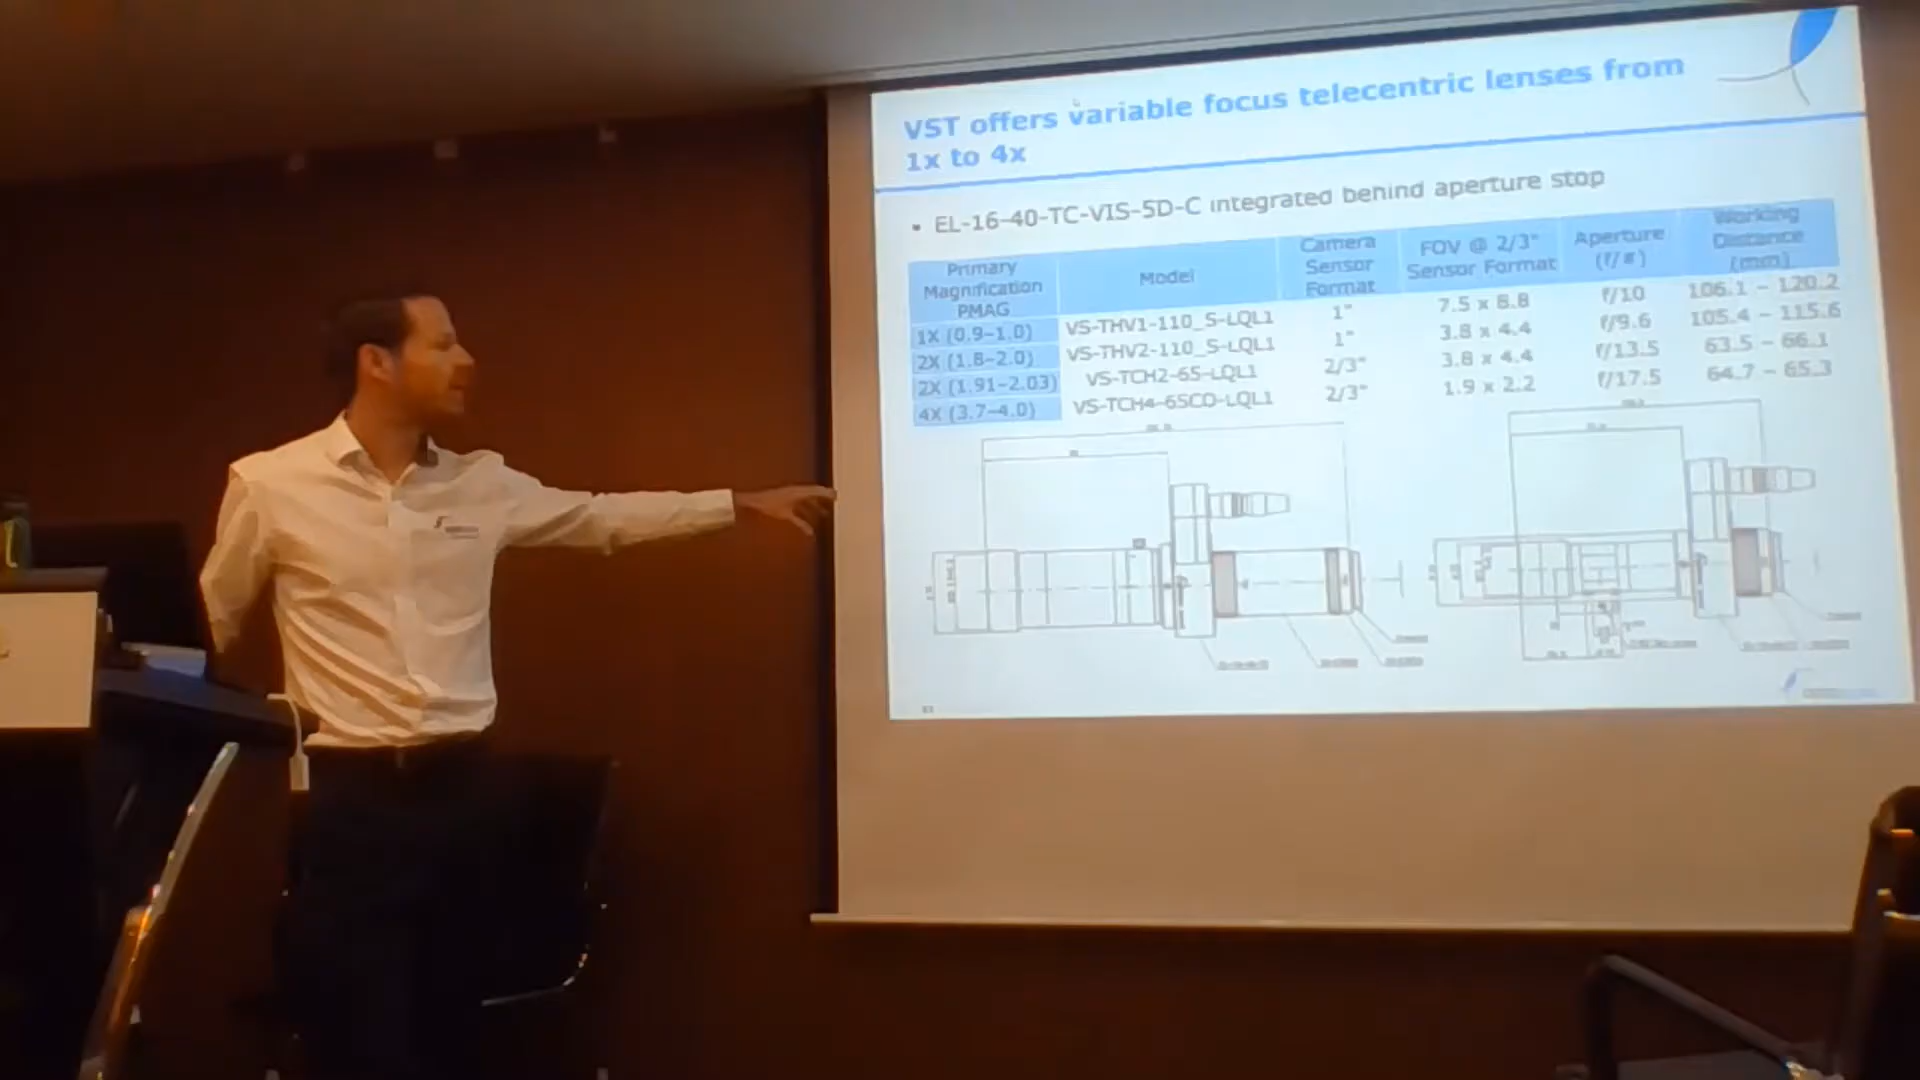 VST offers variable focus telecentric lenses from
1x to 4x
▪ EL-16-40-TC-VIS-5D-C integrated behind aperture stop
Primary Magnification PMAG Model Camera Sensor Format FOV @ 2/3" Sensor Format Aperture (f/#) Working Distance (mm)
1X (0.9–1.0) VS-THV1-110_S-LQL1 1" 7.5 x 8.8 f/10 106.1 – 120.2
2X (1.8–2.0) VS-THV2-110_S-LQL1 1" 3.8 x 4.4 f/9.6 105.4 – 115.6
2X (1.91–2.03) VS-TCH2-65-LQL1 2/3" 3.8 x 4.4 f/13.5 63.5 – 66.1
4X (3.7–4.0) VS-TCH4-65CO-LQL1 2/3" 1.9 x 2.2 f/17.5 64.7 – 65.3